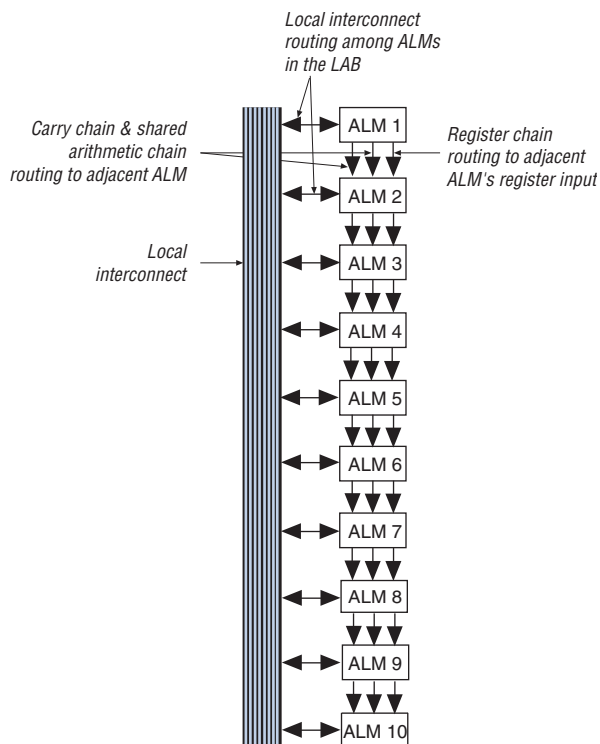 Local interconnect
routing among ALMs
in the LAB
Carry chain & shared
arithmetic chain
routing to adjacent ALM
Register chain
routing to adjacent
ALM's register input
Local
interconnect
ALM 1
ALM 2
ALM 3
ALM 4
ALM 5
ALM 6
ALM 7
ALM 8
ALM 9
ALM 10